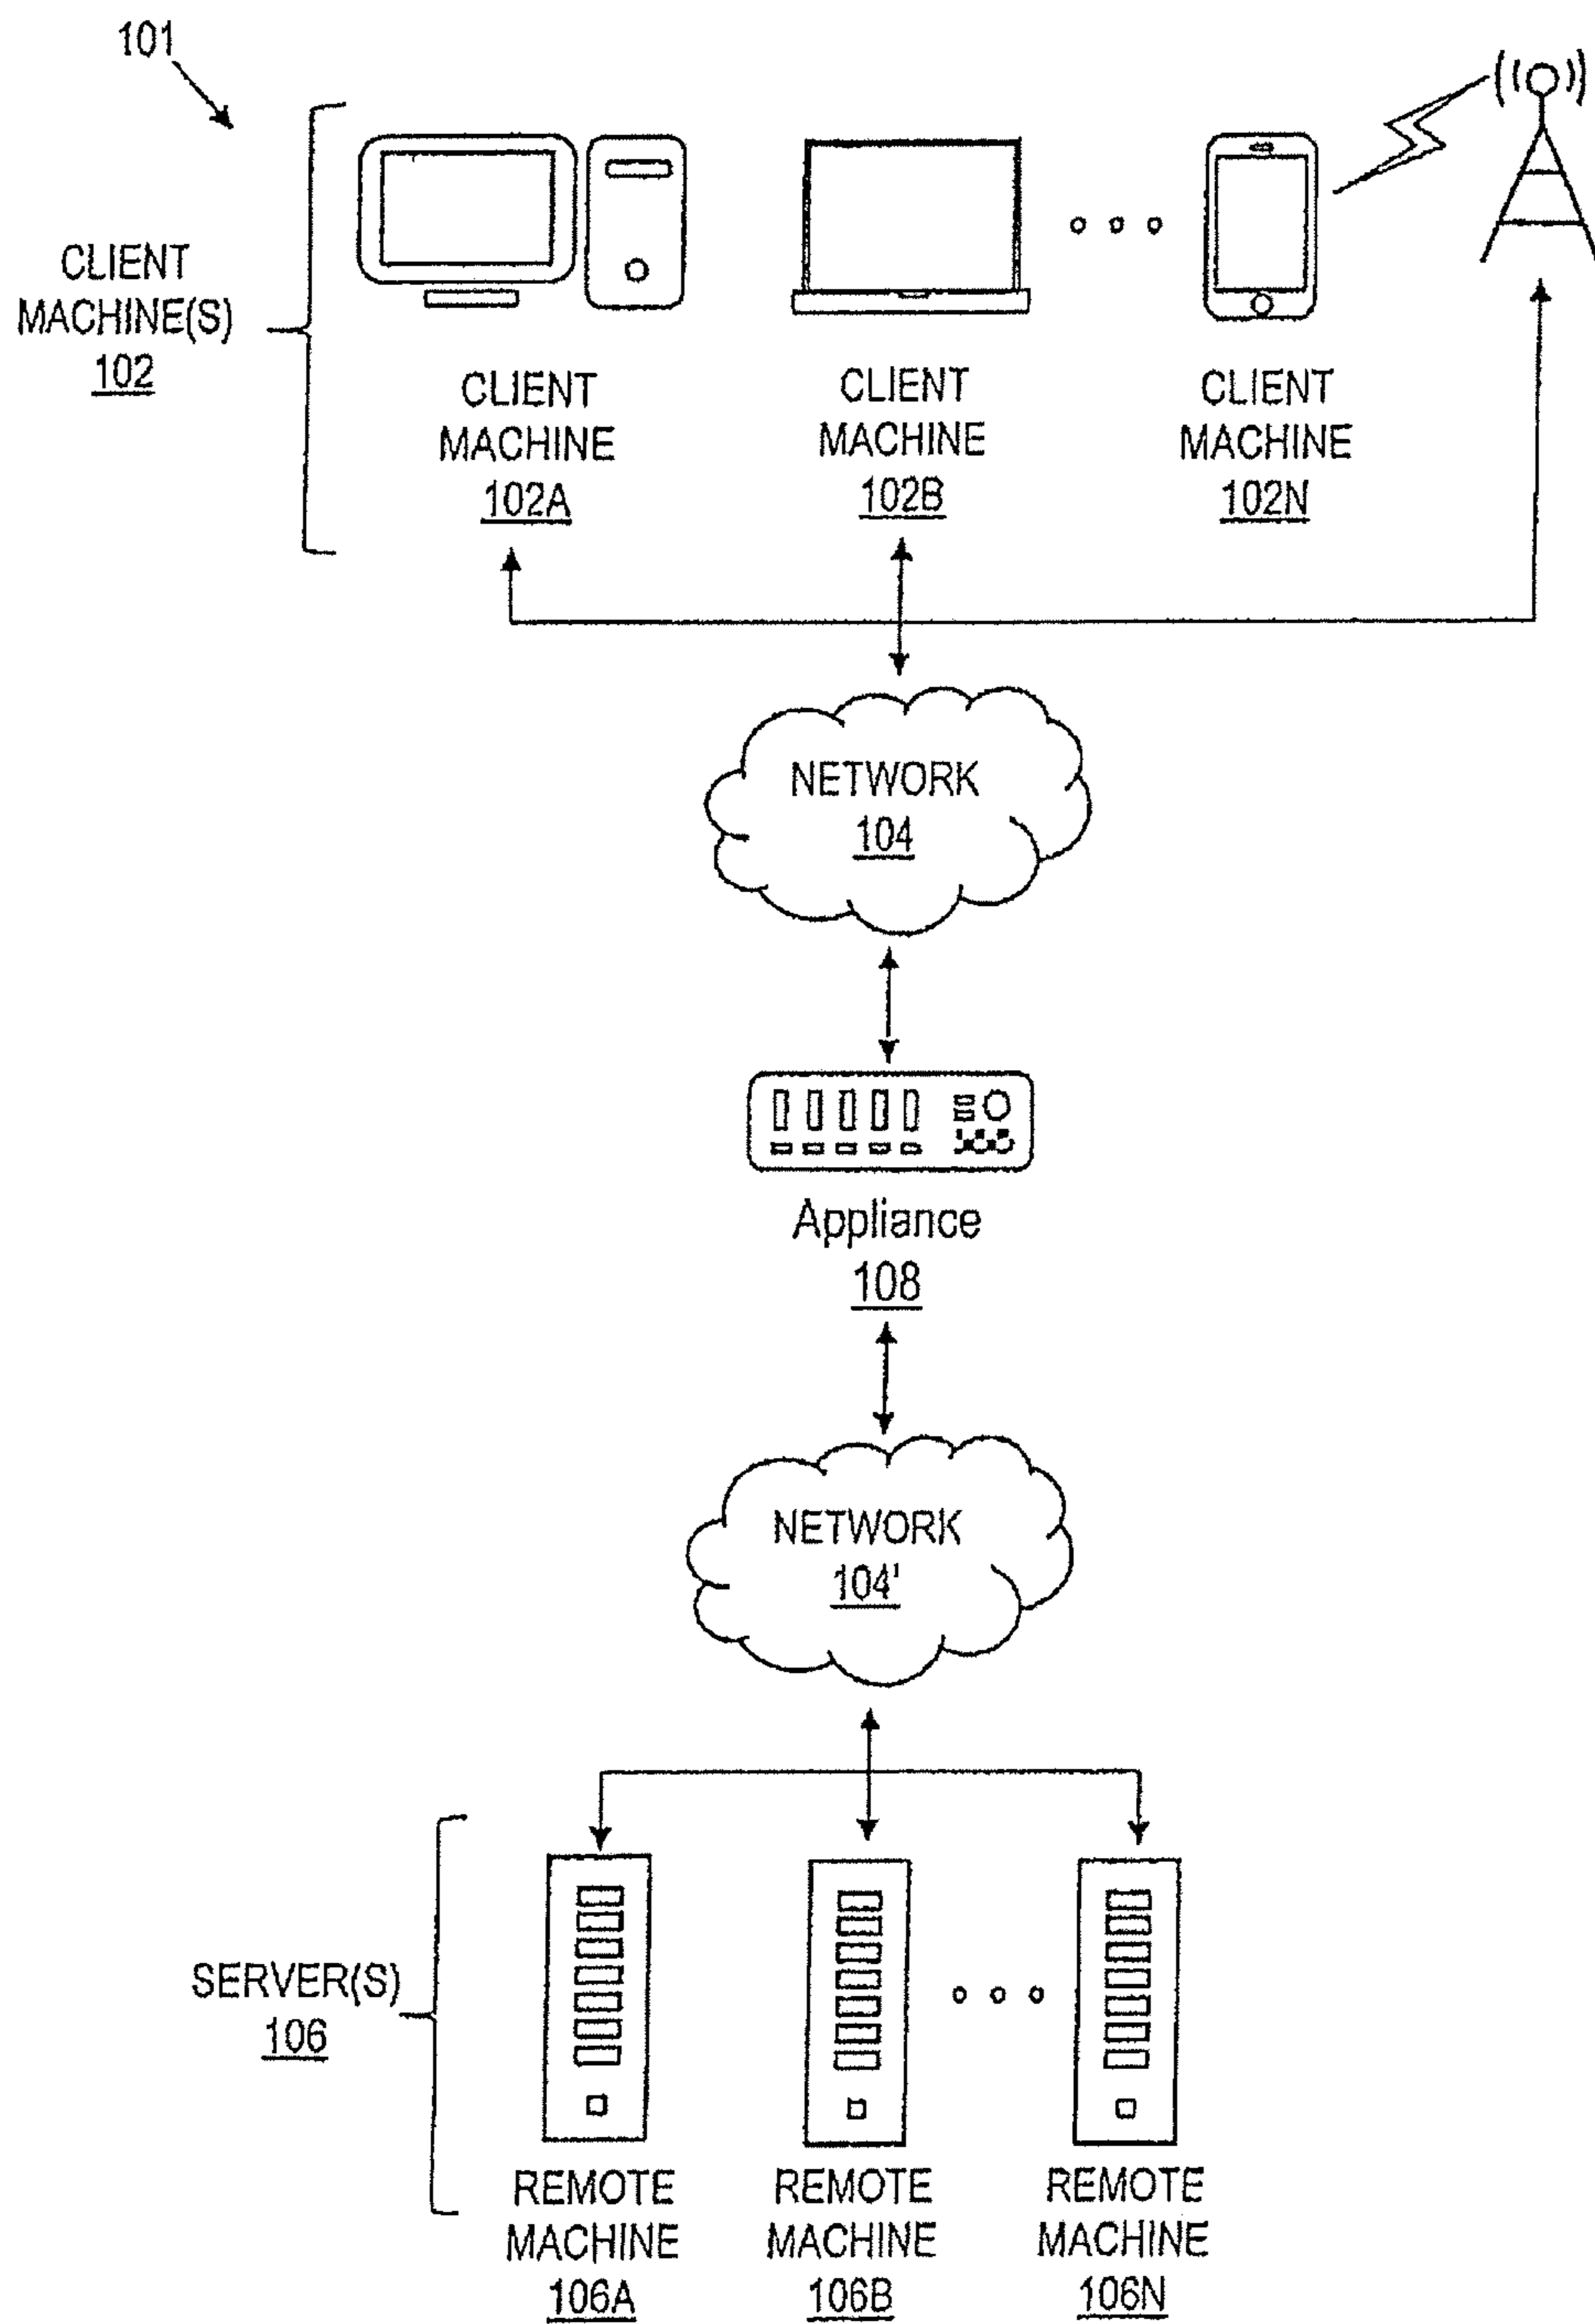 101
CLIENT
MACHINE(S)
102
CLIENT
MACHINE
102A
CLIENT
MACHINE
102B
CLIENT
MACHINE
102N
NETWORK
104
Appliance
108
NETWORK
104'
SERVER(S)
106
REMOTE
MACHINE
106A
REMOTE
MACHINE
106B
REMOTE
MACHINE
106N